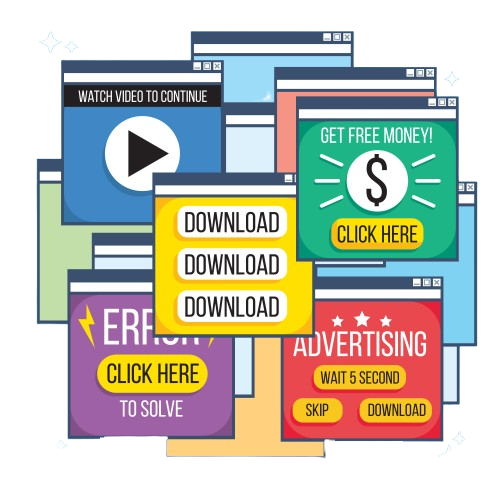 WATCH VIDEO TO CONTINUE
GET FREE MONEY!
$
CLICK HERE
DOWNLOAD
DOWNLOAD
DOWNLOAD
ERROR
CLICK HERE
TO SOLVE
ADVERTISING
WAIT 5 SECOND
SKIP
DOWNLOAD